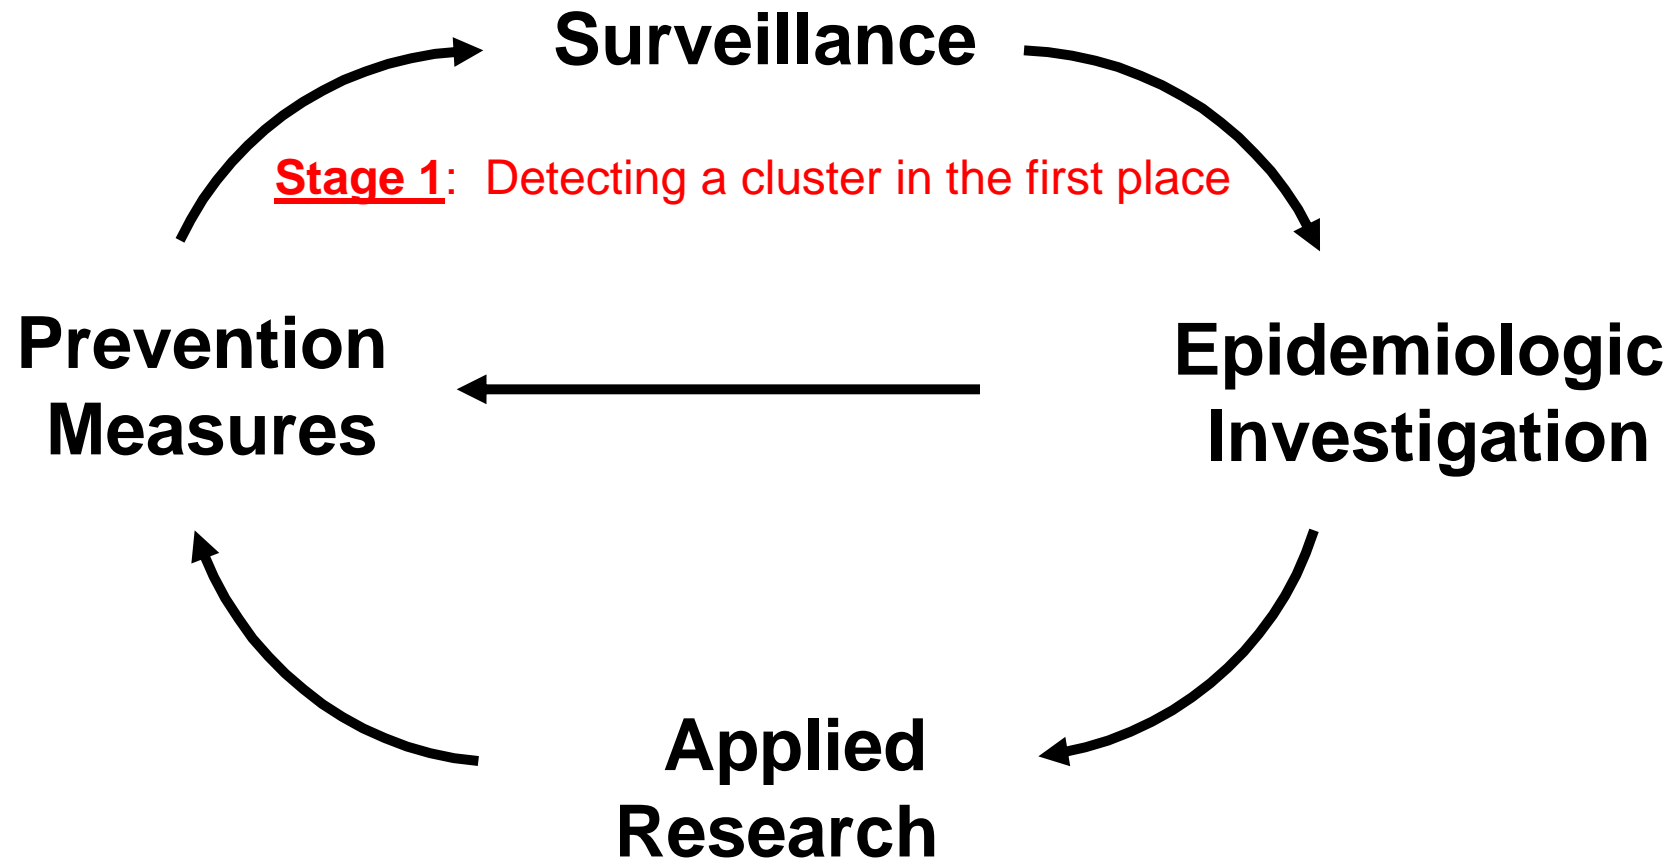 Surveillance
Stage 1: Detecting a cluster in the first place
Prevention
Measures
Epidemiologic
Investigation
Applied
Research